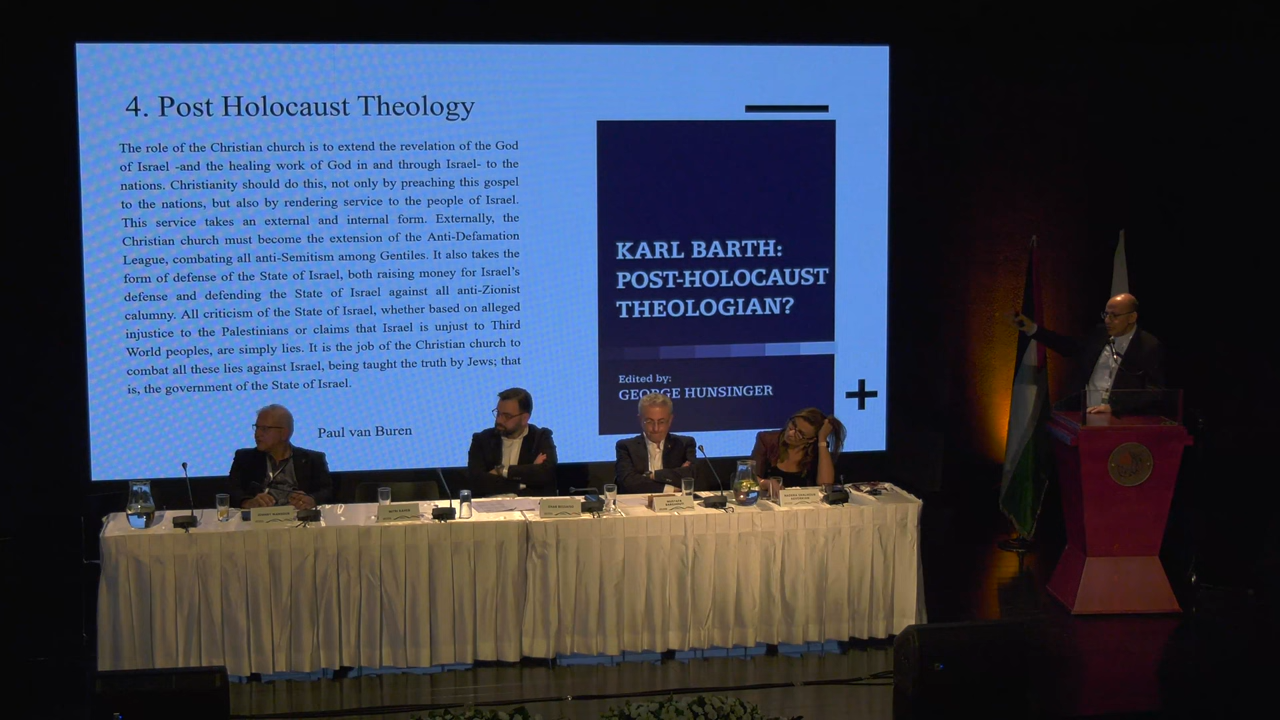 4. Post Holocaust Theology
The role of the Christian church is to extend the revelation of the God
of Israel -and the healing work of God in and through Israel- to the
nations. Christianity should do this, not only by preaching this gospel
to the nations, but also by rendering service to the people of Israel.
This service takes an external and internal form. Externally, the
Christian church must become the extension of the Anti-Defamation
League, combating all anti-Semitism among Gentiles. It also takes the
form of defense of the State of Israel, both raising money for Israel's
defense and defending the State of Israel against all anti-Zionist
calumny. All criticism of the State of Israel, whether based on alleged
injustice to the Palestinians or claims that Israel is unjust to Third
World peoples, are simply lies. It is the job of the Christian church to
combat all these lies against Israel, being taught the truth by Jews; that
is, the government of the State of Israel.
Paul van Buren
KARL BARTH:
POST-HOLOCAUST
THEOLOGIAN?
Edited by:
GEORGE HUNSINGER